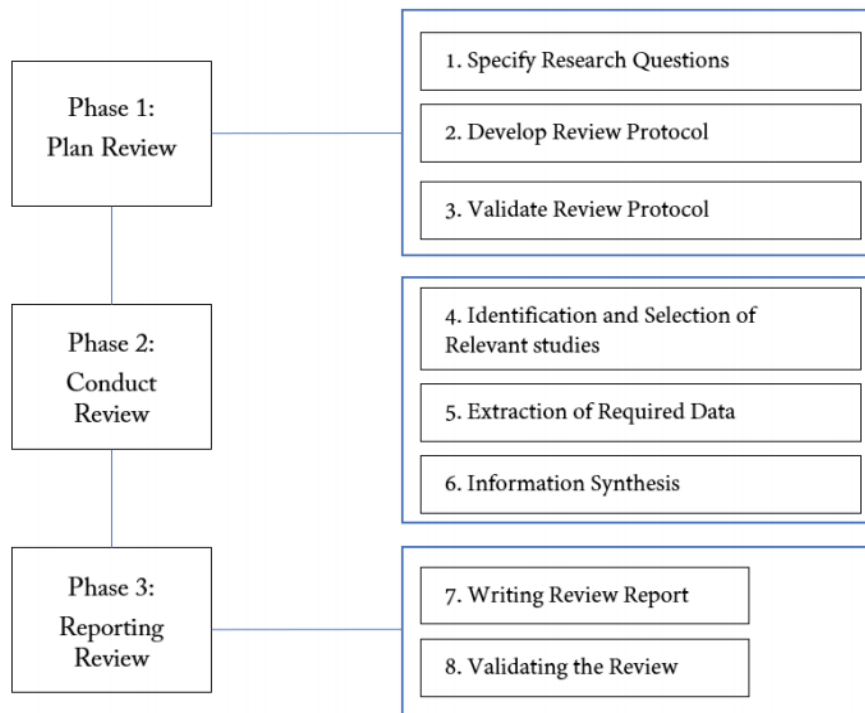 Phase 1:
Plan Review
1. Specify Research Questions
2. Develop Review Protocol
3. Validate Review Protocol
Phase 2:
Conduct
Review
4. Identification and Selection of
Relevant studies
5. Extraction of Required Data
6. Information Synthesis
Phase 3:
Reporting
Review
7. Writing Review Report
8. Validating the Review